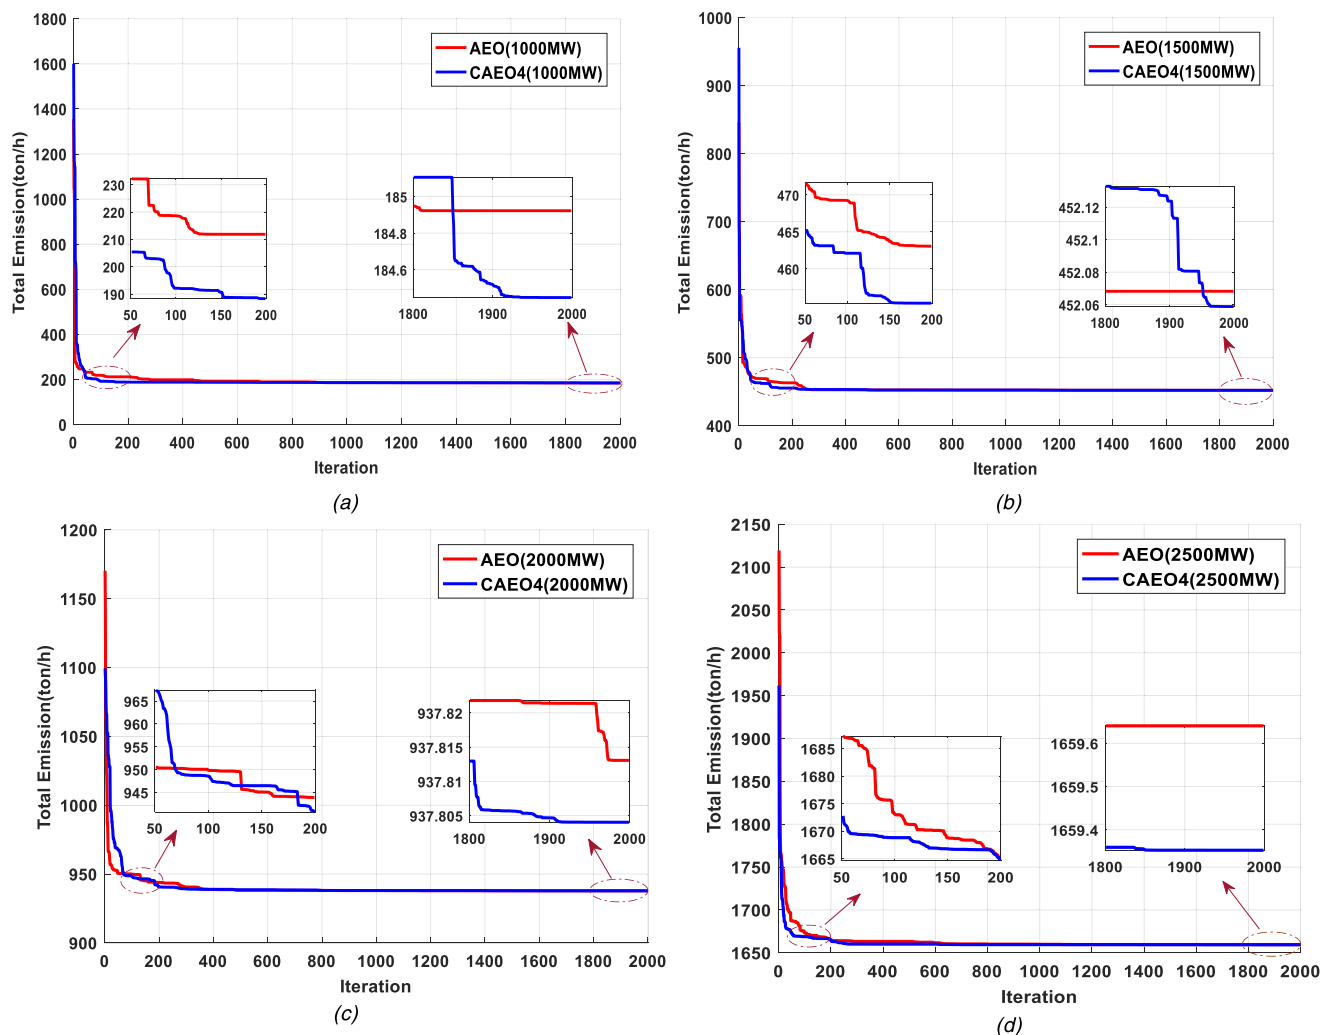 1800
1600
1400
1200
1000
800
600
400
200
0
Total Emission(ton/h)
AEO(1000MW)
CAEO4(1000MW)
230
220
210
200
190
50 100 150 200
185
184.8
184.6
1800 1900 2000
0 200 400 600 800 1000 1200 1400 1600 1800 2000
Iteration
(a)
1000
900
800
700
600
500
400
Total Emission(ton/h)
AEO(1500MW)
CAEO4(1500MW)
470
465
460
50 100 150 200
452.12
452.1
452.08
452.06
1800 1900 2000
0 200 400 600 800 1000 1200 1400 1600 1800 2000
Iteration
(b)
1200
1150
1100
1050
1000
950
900
Total Emission(ton/h)
AEO(2000MW)
CAEO4(2000MW)
965
960
955
950
945
50 100 150 200
937.82
937.815
937.81
937.805
1800 1900 2000
0 200 400 600 800 1000 1200 1400 1600 1800 2000
Iteration
(c)
2150
2100
2050
2000
1950
1900
1850
1800
1750
1700
1650
Total Emission(ton/h)
AEO(2500MW)
CAEO4(2500MW)
1685
1680
1675
1670
1665
50 100 150 200
1659.6
1659.5
1659.4
1800 1900 2000
0 200 400 600 800 1000 1200 1400 1600 1800 2000
Iteration
(d)